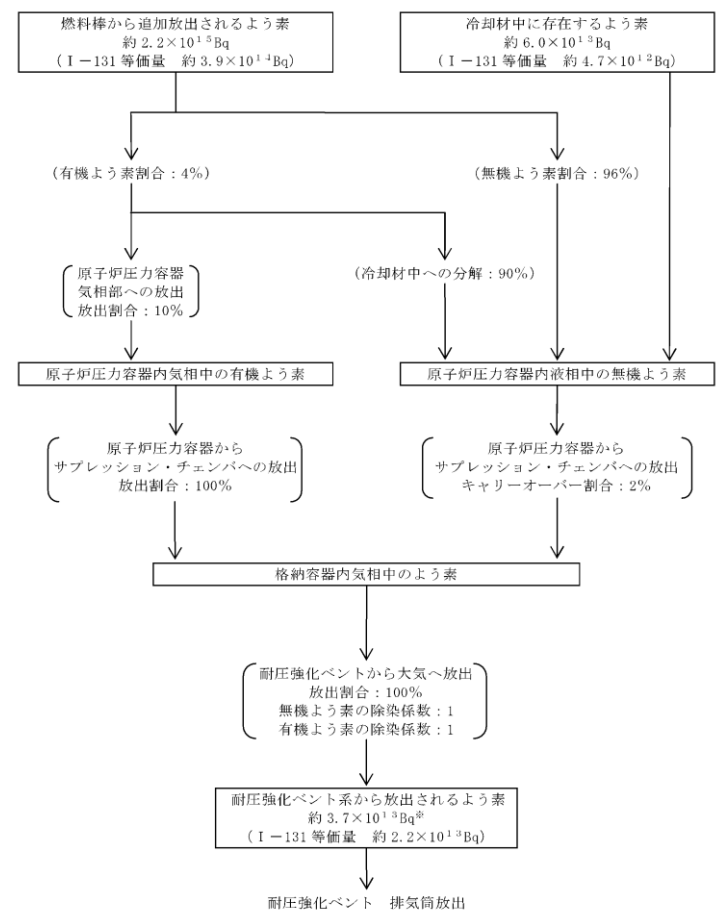 燃料棒から追加放出されるよう素
約 2.2×10¹⁵Bq
(Ｉ－131 等価量　約 3.9×10¹⁴Bq)
冷却材中に存在するよう素
約 6.0×10¹³Bq
(Ｉ－131 等価量　約 4.7×10¹²Bq)
(有機よう素割合：4%)
(無機よう素割合：96%)
原子炉圧力容器
気相部への放出
放出割合：10%
(冷却材中への分解：90%)
原子炉圧力容器内気相中の有機よう素
原子炉圧力容器内液相中の無機よう素
原子炉圧力容器から
サプレッション・チェンバへの放出
放出割合：100%
原子炉圧力容器から
サプレッション・チェンバへの放出
キャリーオーバー割合：2%
格納容器内気相中のよう素
耐圧強化ベントから大気へ放出
放出割合：100%
無機よう素の除染係数：1
有機よう素の除染係数：1
耐圧強化ベント系から放出されるよう素
約 3.7×10¹³Bq※
(Ｉ－131 等価量　約 2.2×10¹³Bq)
耐圧強化ベント　排気筒放出